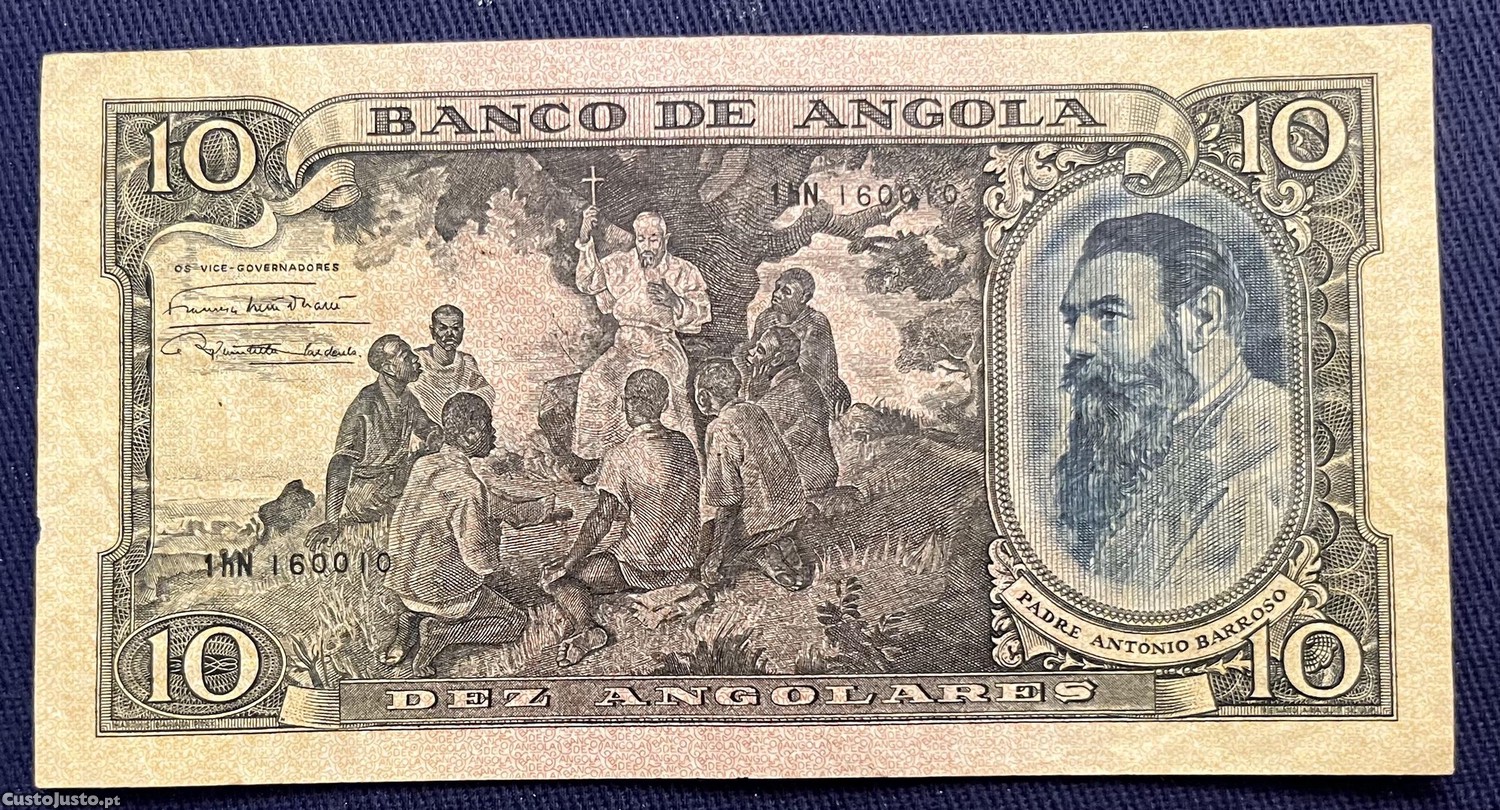 10 BANCO DE ANGOLA 10
1hN 160010
OS VICE-GOVERNADORES
1hN 160010
PADRE ANTÓNIO BARROSO
10 DEZ ANGOLARES 10
CustoJusto.pt